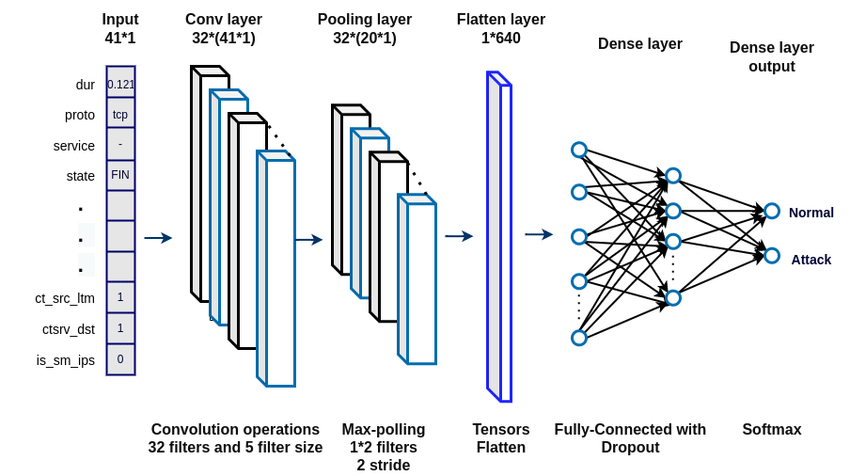 Input
41*1
Conv layer
32*(41*1)
Pooling layer
32*(20*1)
Flatten layer
1*640
Dense layer
Dense layer
output
dur 0.121
proto tcp
service -
state FIN
ct_src_ltm 1
ctsrv_dst 1
is_sm_ips 0
Normal
Attack
Convolution operations
32 filters and 5 filter size
Max-polling
1*2 filters
2 stride
Tensors
Flatten
Fully-Connected with
Dropout
Softmax